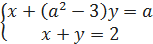 x + (a² − 3)y = a
x + y = 2